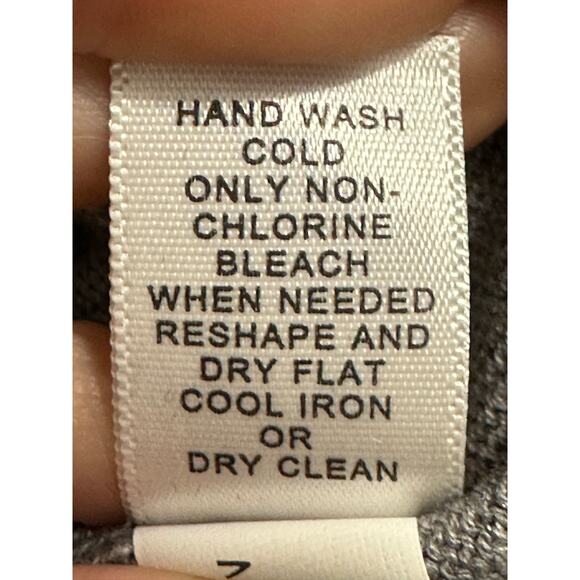 HAND WASH
COLD
ONLY NON-
CHLORINE
BLEACH
WHEN NEEDED
RESHAPE AND
DRY FLAT
COOL IRON
OR
DRY CLEAN